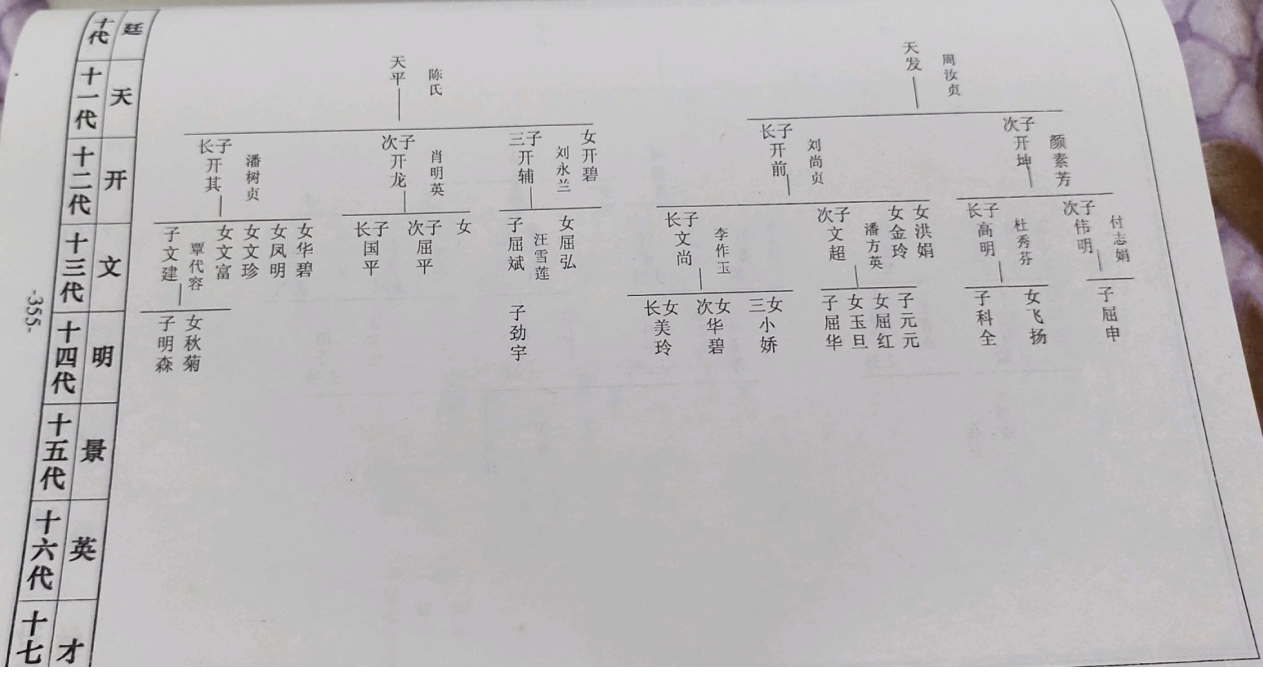 十代 廷
十一代 天
十二代 开
十三代 文
十四代 明
十五代 景
十六代 英
十七 才
-355-
天平 陈氏
天发 周汝贞
长子开其 潘树贞
次子开龙 肖明英
三子开辅 刘永兰
女开碧
长子开前 刘尚贞
次子开坤 颜素芳
子文建 覃代容
女文富
女文珍
女凤明
女华碧
长子国平
次子屈平
女
子屈斌 汪雪莲
女屈弘
长子文尚 李作玉
次子文超 潘方英
女金玲
女洪娟
长子高明 杜秀芬
次子伟明 付志娟
子明森
女秋菊
子劲宇
长女美玲
次女华碧
三女小娇
子屈华
女玉旦
女屈红
子元元
子科全
女飞扬
子屈申